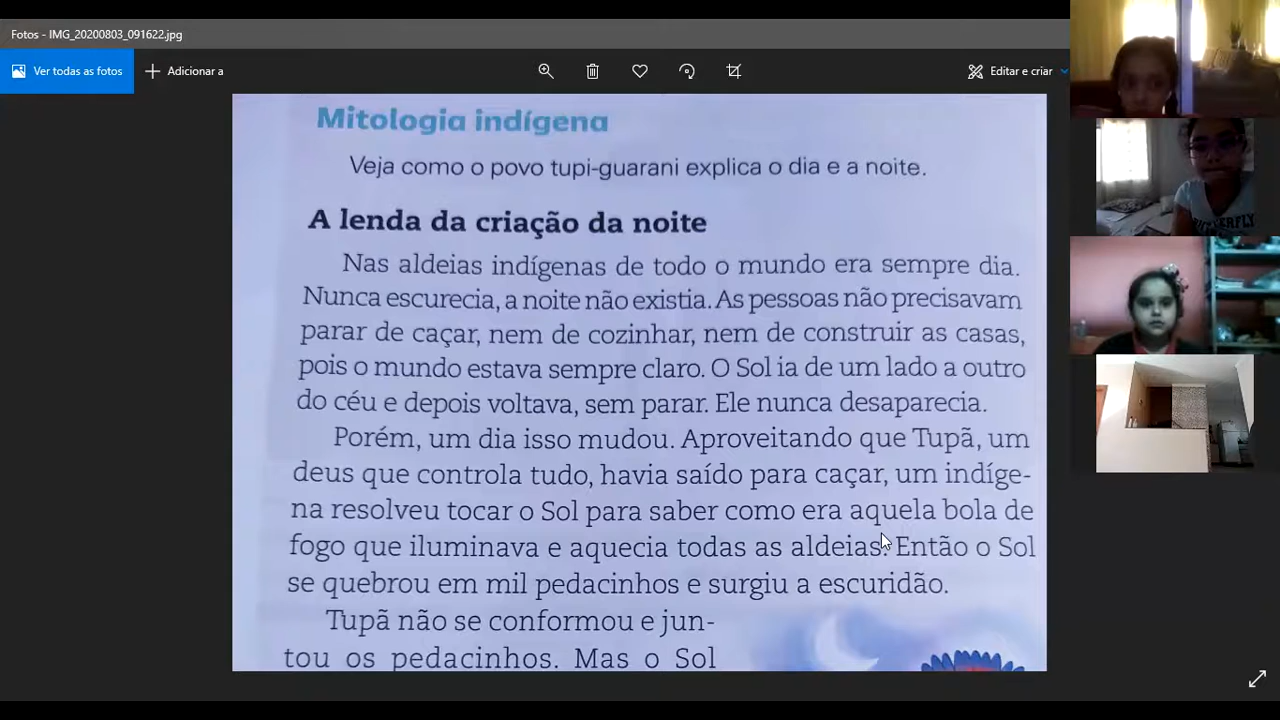 Fotos - IMG_20200803_091622.jpg
Ver todas as fotos
Adicionar a
Editar e criar
Mitologia indígena
Veja como o povo tupi-guarani explica o dia e a noite.
A lenda da criação da noite
Nas aldeias indígenas de todo o mundo era sempre dia.
Nunca escurecia, a noite não existia. As pessoas não precisavam
parar de caçar, nem de cozinhar, nem de construir as casas,
pois o mundo estava sempre claro. O Sol ia de um lado a outro
do céu e depois voltava, sem parar. Ele nunca desaparecia.
Porém, um dia isso mudou. Aproveitando que Tupã, um
deus que controla tudo, havia saído para caçar, um indíge-
na resolveu tocar o Sol para saber como era aquela bola de
fogo que iluminava e aquecia todas as aldeias. Então o Sol
se quebrou em mil pedacinhos e surgiu a escuridão.
Tupã não se conformou e jun-
tou os pedacinhos. Mas o Sol
BUTTERFLY